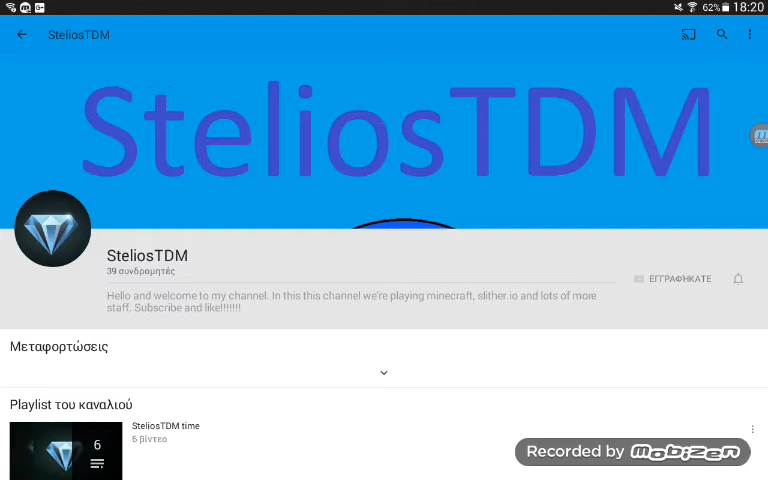 62% 18:20
SteliosTDM
SteliosTDM
SteliosTDM
39 συνδρομητές
ΕΓΓΡΑΦΉΚΑΤΕ
Hello and welcome to my channel. In this this channel we're playing minecraft, slither.io and lots of more
staff. Subscribe and like!!!!!!!
Μεταφορτώσεις
Playlist του καναλιού
SteliosTDM time
6 βίντεο
6
Recorded by mobizen